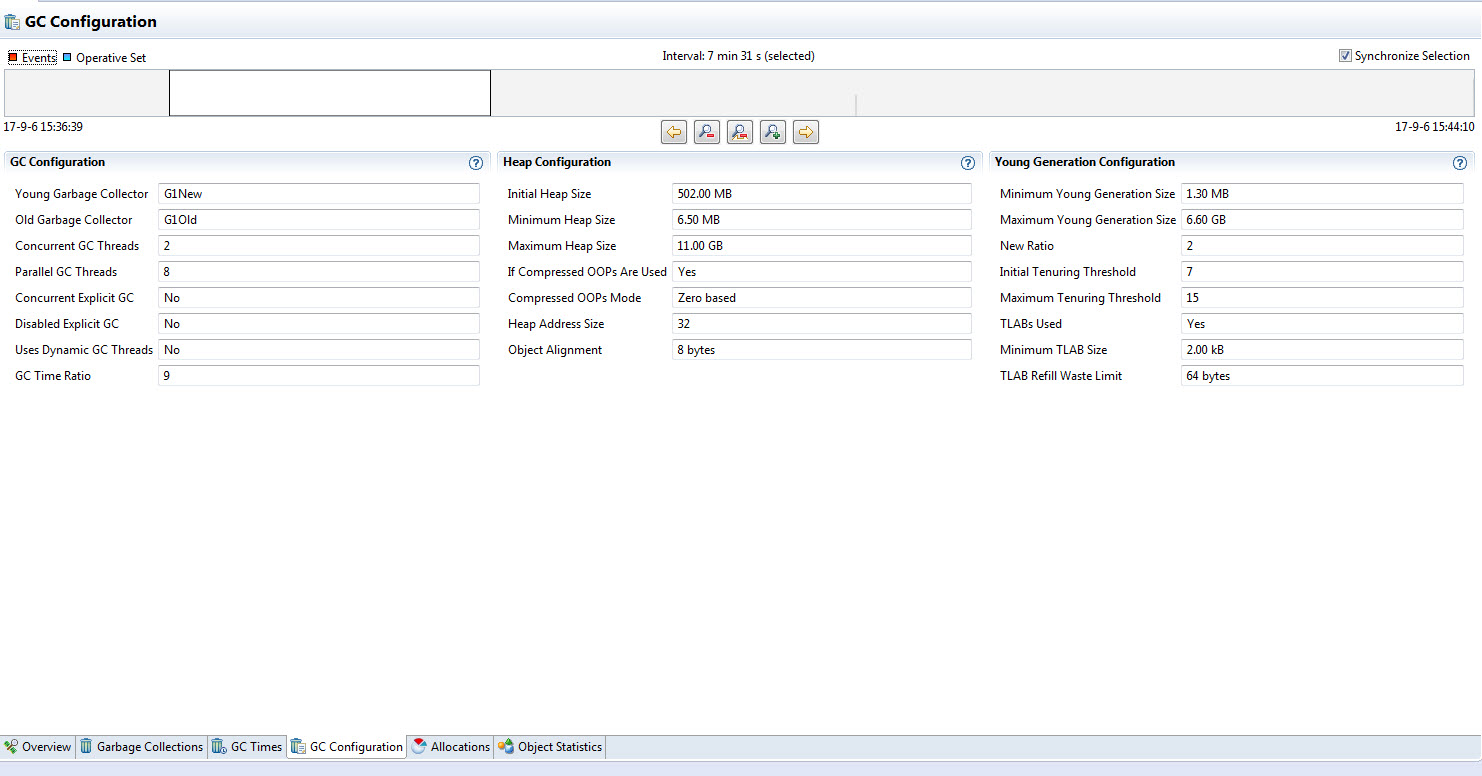 GC Configuration
Events Operative Set Interval: 7 min 31 s (selected) Synchronize Selection
17-9-6 15:36:39 17-9-6 15:44:10
GC Configuration
Young Garbage Collector G1New
Old Garbage Collector G1Old
Concurrent GC Threads 2
Parallel GC Threads 8
Concurrent Explicit GC No
Disabled Explicit GC No
Uses Dynamic GC Threads No
GC Time Ratio 9
Heap Configuration
Initial Heap Size 502.00 MB
Minimum Heap Size 6.50 MB
Maximum Heap Size 11.00 GB
If Compressed OOPs Are Used Yes
Compressed OOPs Mode Zero based
Heap Address Size 32
Object Alignment 8 bytes
Young Generation Configuration
Minimum Young Generation Size 1.30 MB
Maximum Young Generation Size 6.60 GB
New Ratio 2
Initial Tenuring Threshold 7
Maximum Tenuring Threshold 15
TLABs Used Yes
Minimum TLAB Size 2.00 kB
TLAB Refill Waste Limit 64 bytes
Overview Garbage Collections GC Times GC Configuration Allocations Object Statistics